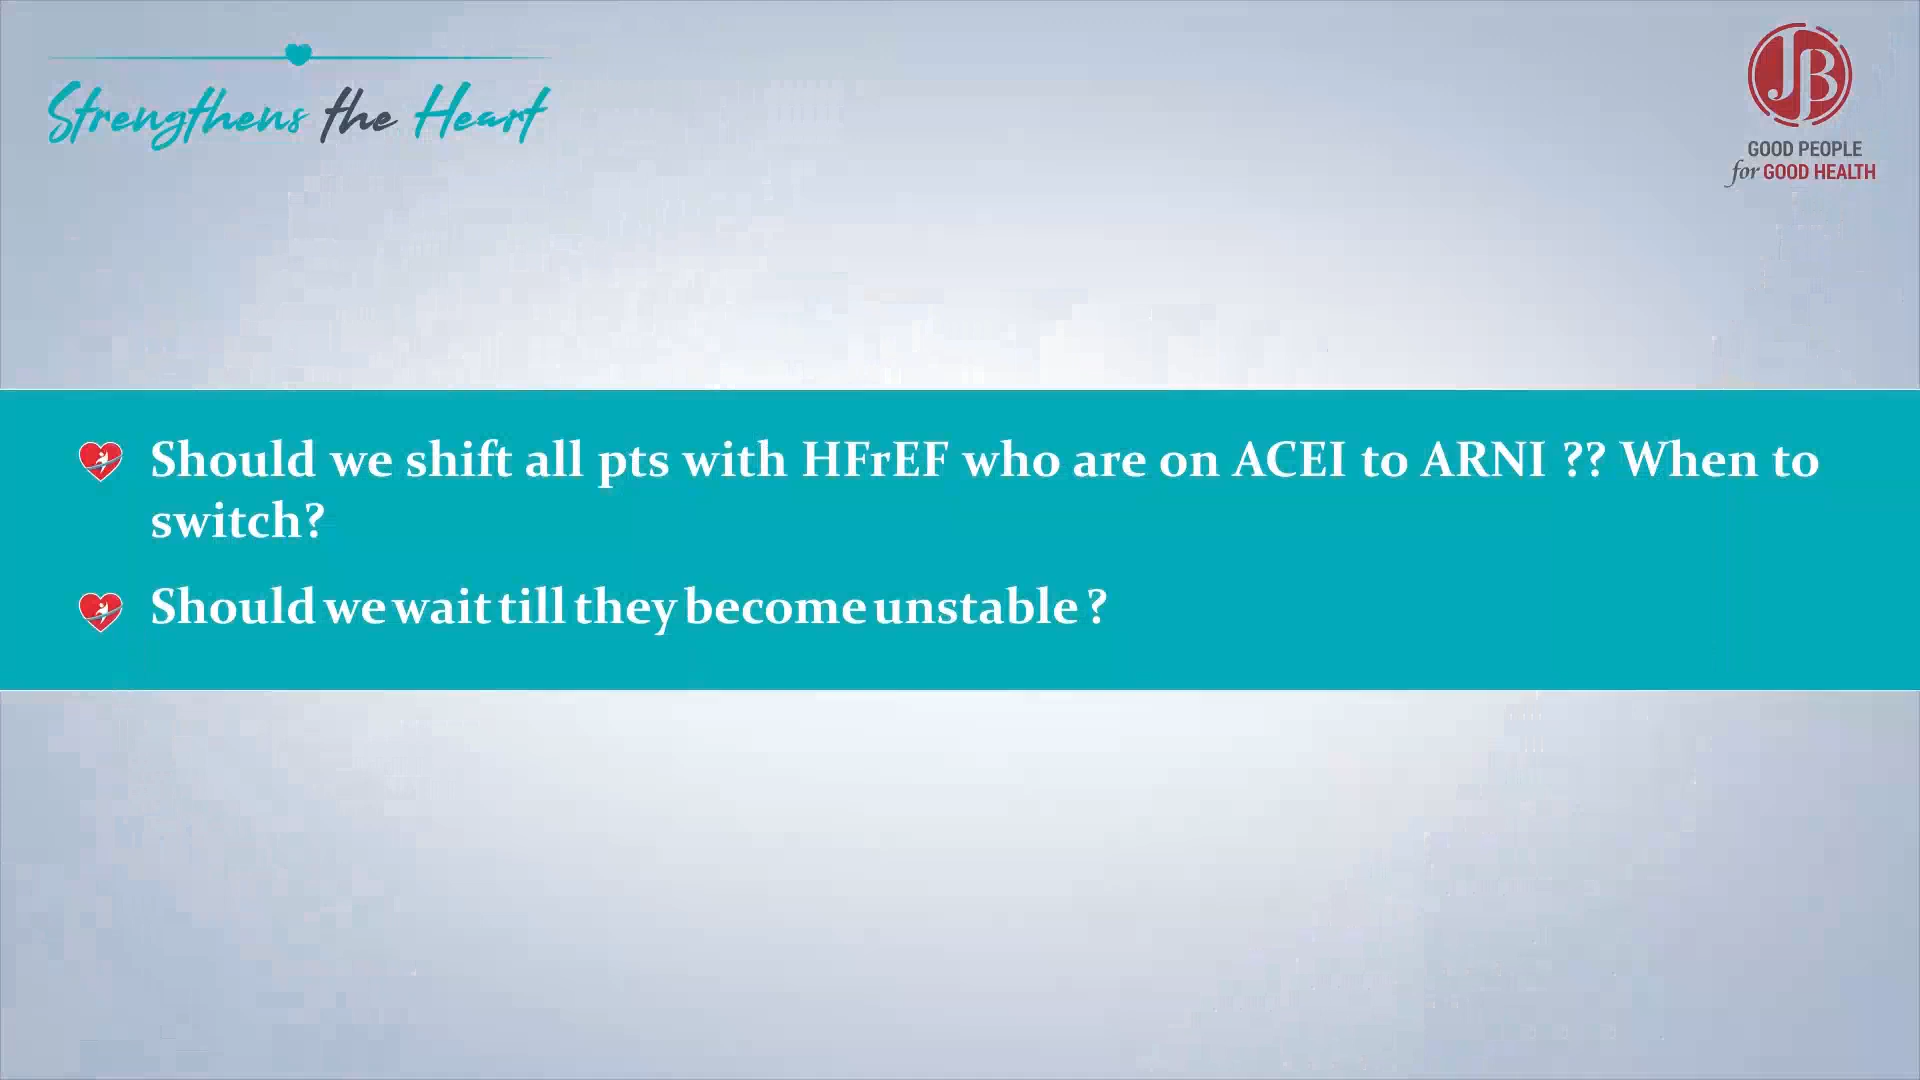 Strengthens the Heart
JB
GOOD PEOPLE
for GOOD HEALTH
Should we shift all pts with HFrEF who are on ACEI to ARNI ?? When to
switch?
Should we wait till they become unstable ?